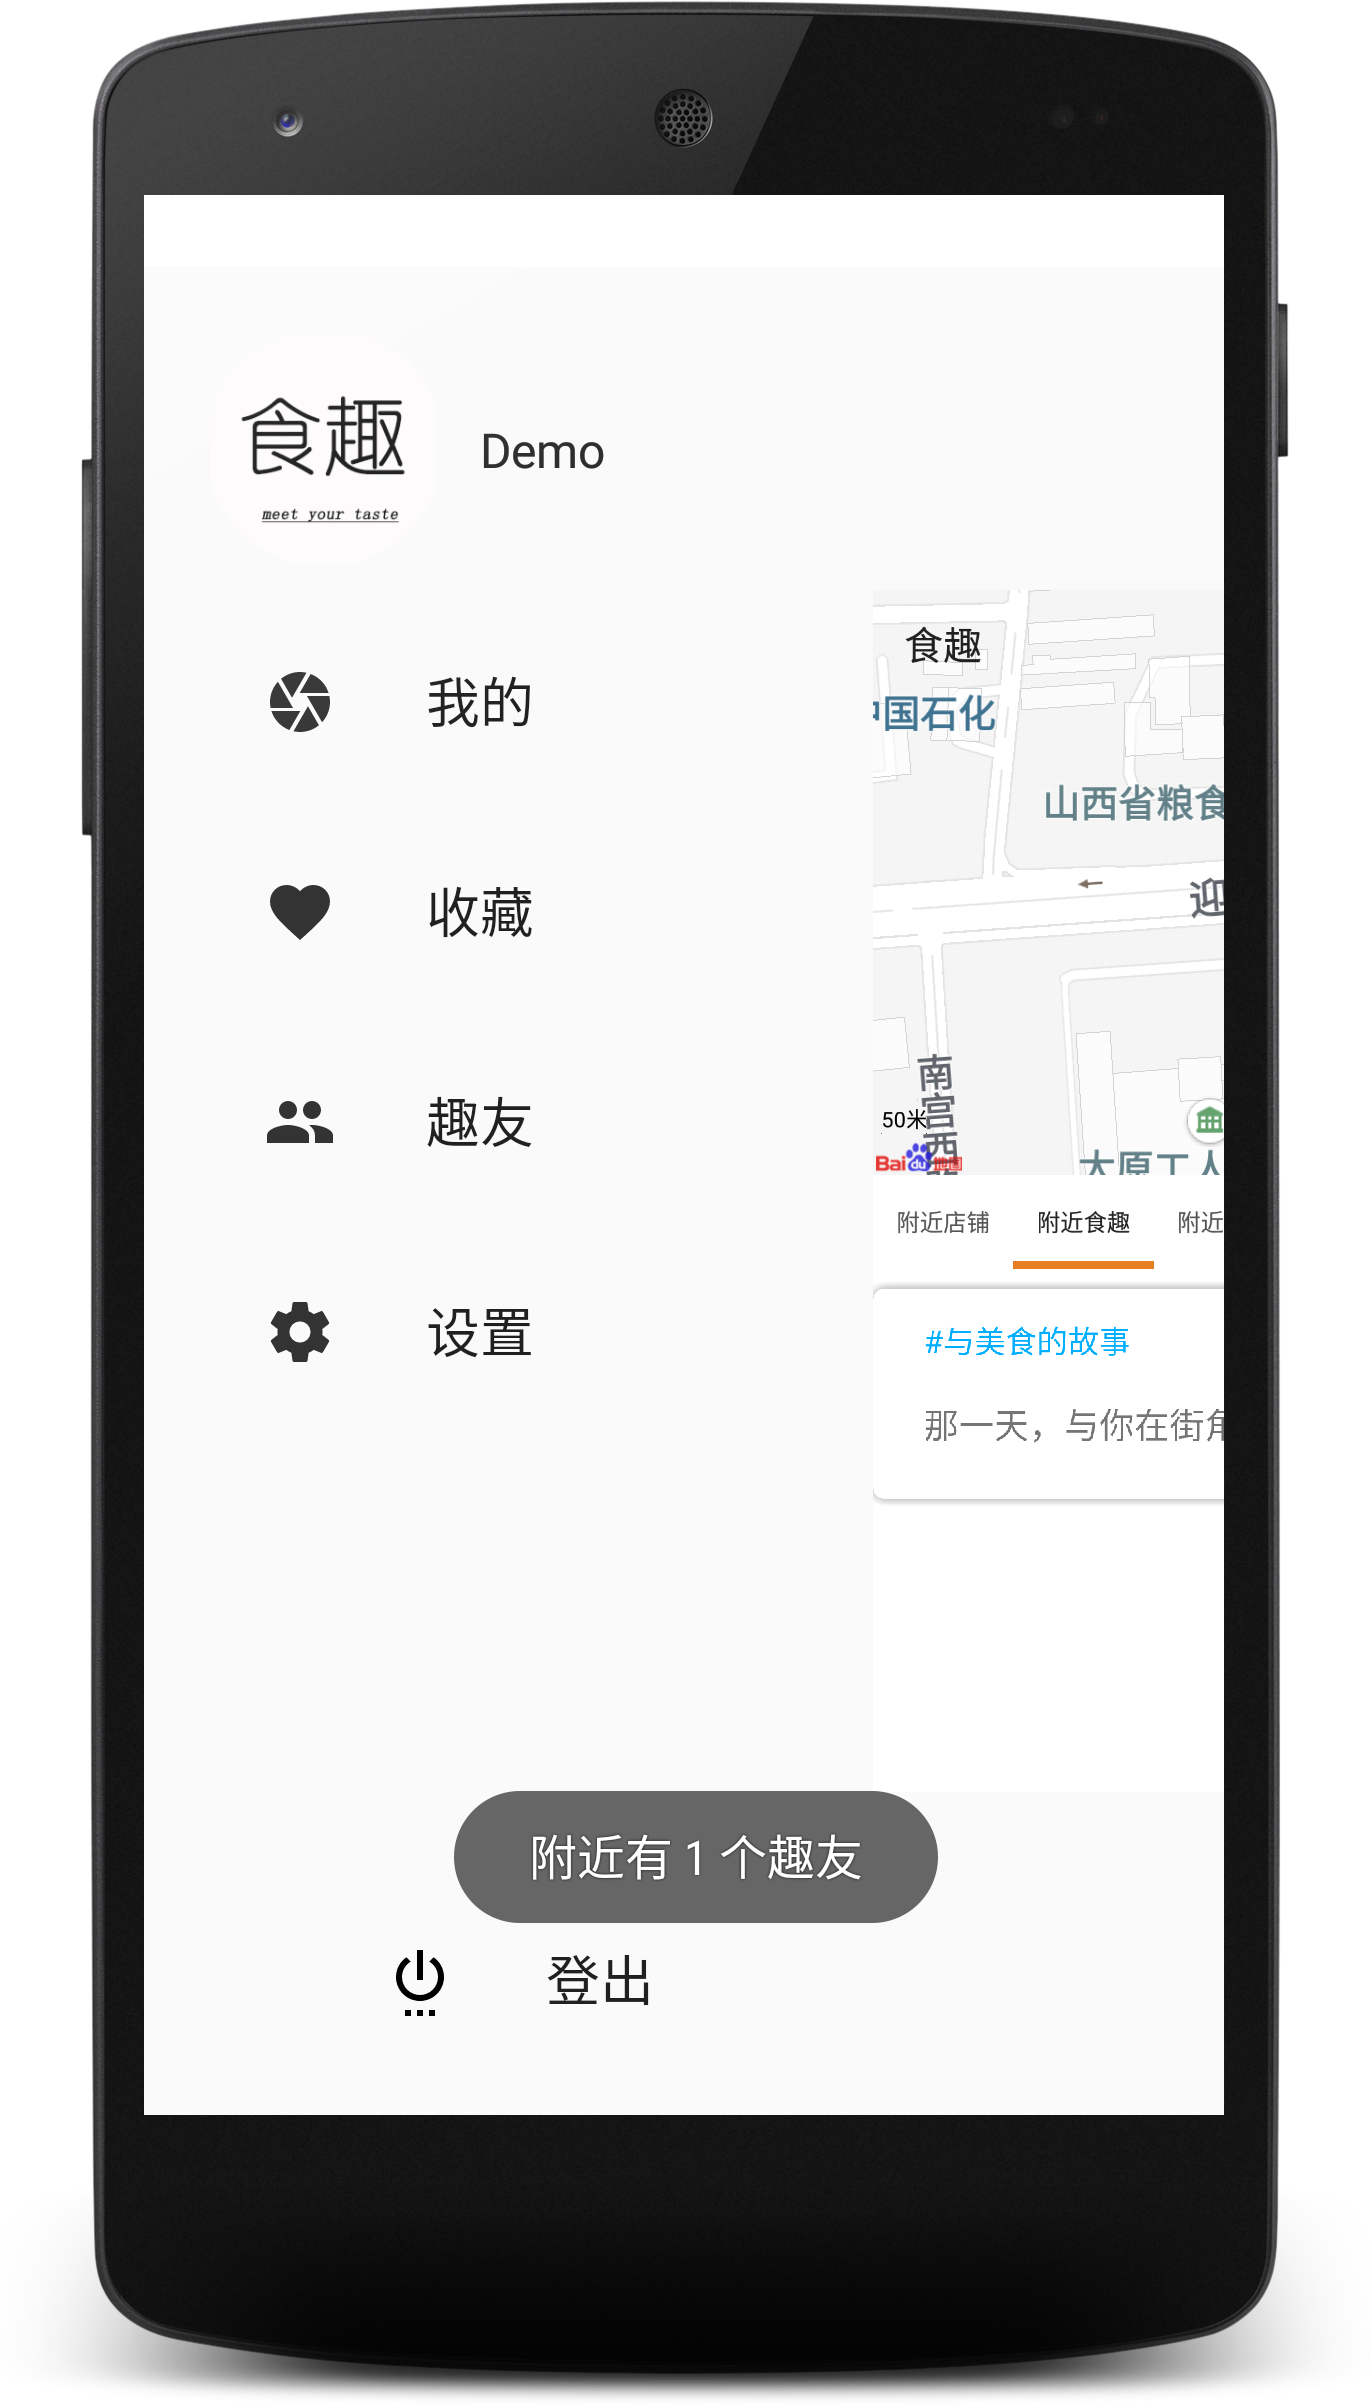 食趣
meet your taste
Demo
我的
收藏
趣友
设置
食趣
中国石化
山西省粮食
迎
南宫西
50米
Bai du 地图
太原工人
附近店铺
附近食趣
附近
#与美食的故事
那一天，与你在街角
附近有 1 个趣友
登出